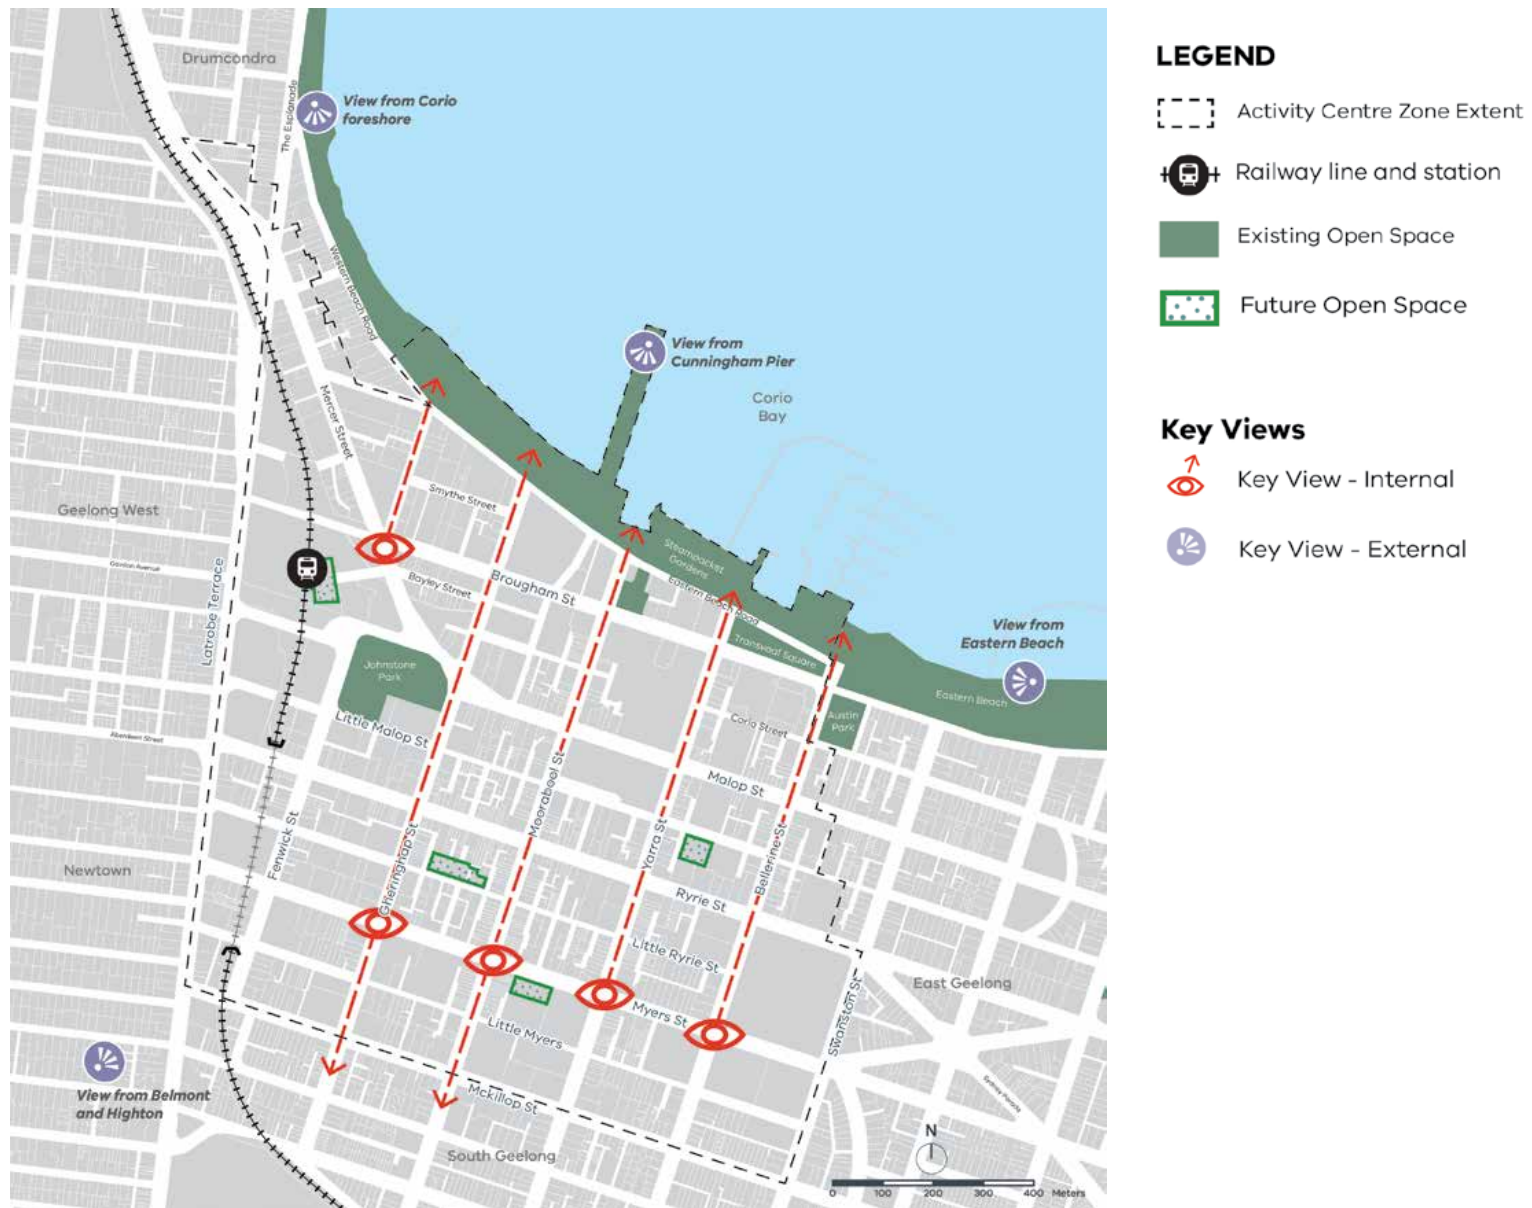 Drumcondra
The Esplanade
View from Corio
foreshore
Western Beach Road
View from
Cunningham Pier
Corio
Bay
Mercer Street
Smythe Street
Geelong West
Gordon Avenue
Latrobe Terrace
Bayley Street
Brougham St
Steampacket
Gardens
Eastern Beach Road
Transvaal Square
View from
Eastern Beach
Eastern Beach
Johnstone
Park
Little Malop St
Corio Street
Austin
Park
Aberdeen Street
Malop St
Moorabool St
Fenwick St
Gheringhap St
Yarra St
Bellerine St
Newtown
Ryrie St
Little Ryrie St
East Geelong
Myers St
Swanston St
Little Myers
View from Belmont
and Highton
Mckillop St
Sydney Parade
South Geelong
N
0 100 200 300 400 Meters
LEGEND
Activity Centre Zone Extent
Railway line and station
Existing Open Space
Future Open Space
Key Views
Key View - Internal
Key View - External